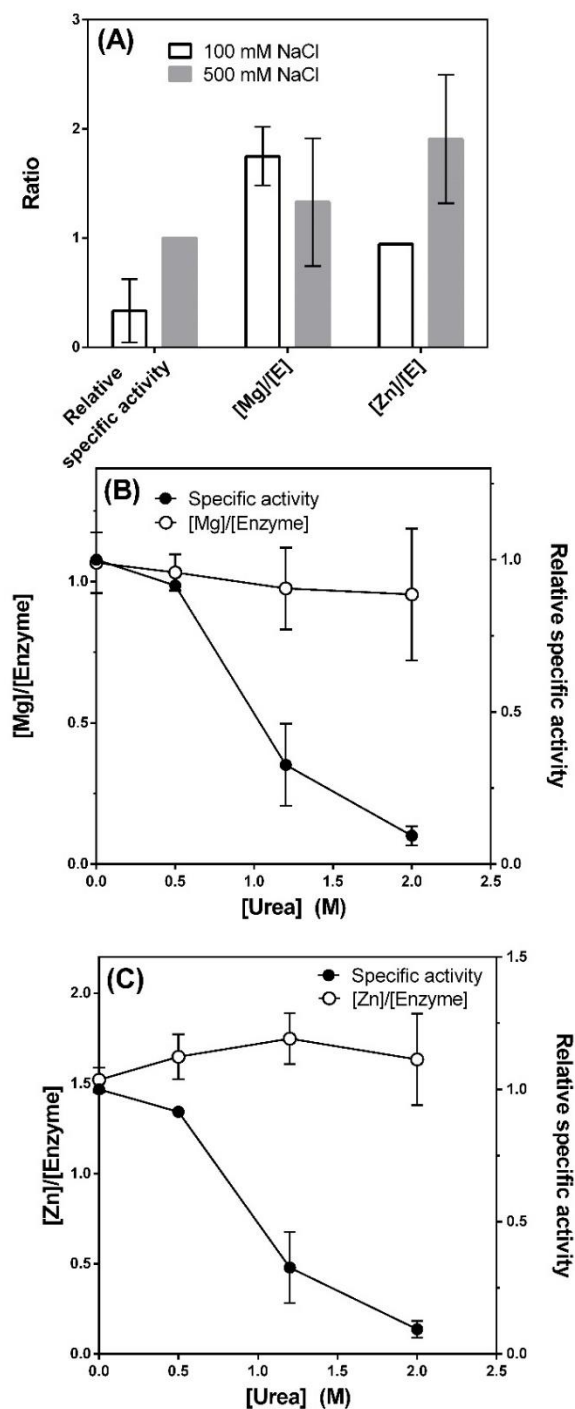 (A)
100 mM NaCl
500 mM NaCl
3
2
1
0
Ratio
Relative
specific activity
[Mg]/[E]
[Zn]/[E]
(B)
Specific activity
[Mg]/[Enzyme]
1.0
0.5
0.0
[Mg]/[Enzyme]
1.0
0.5
0.0
Relative specific activity
0.0 0.5 1.0 1.5 2.0 2.5
[Urea] (M)
(C)
Specific activity
[Zn]/[Enzyme]
2.0
1.5
1.0
0.5
0.0
[Zn]/[Enzyme]
1.5
1.0
0.5
0.0
Relative specific activity
0.0 0.5 1.0 1.5 2.0 2.5
[Urea] (M)